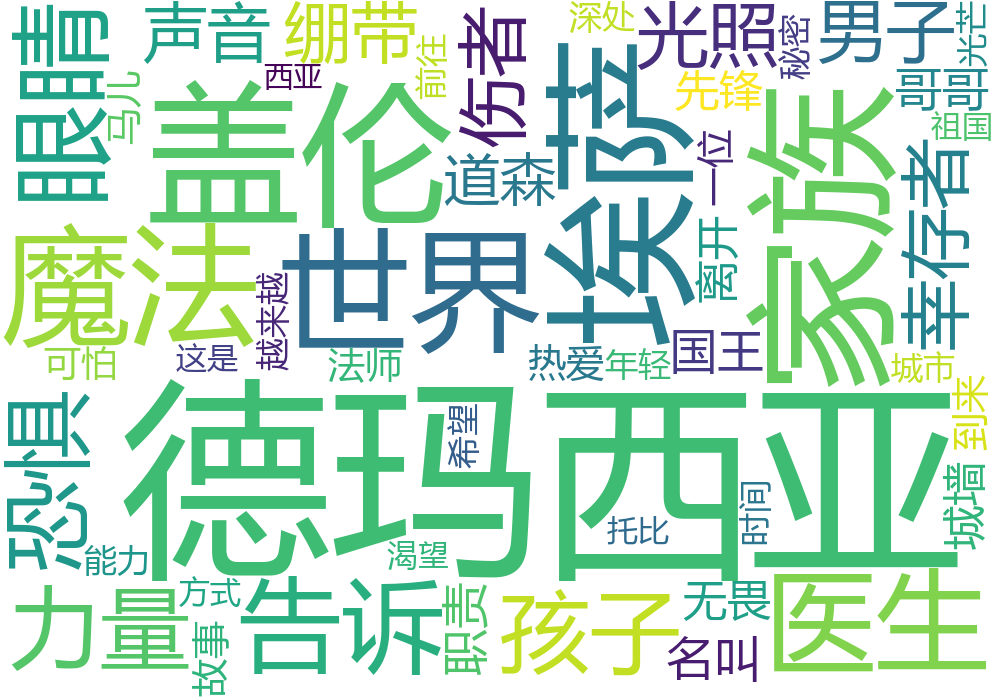 眼睛
声音
绷带
深处
光照
秘密
男子
光芒
西亚
前往
伤者
先锋
哥哥
马儿
盖伦
道森
埃萨
一位
家族
祖国
幸存者
魔法
世界
越来越
离开
国王
可怕
这是
法师
热爱
年轻
城市
恐惧
德玛西亚
希望
到来
能力
渴望
托比
时间
城墙
方式
力量
告诉
职责
孩子
无畏
医生
故事
名叫